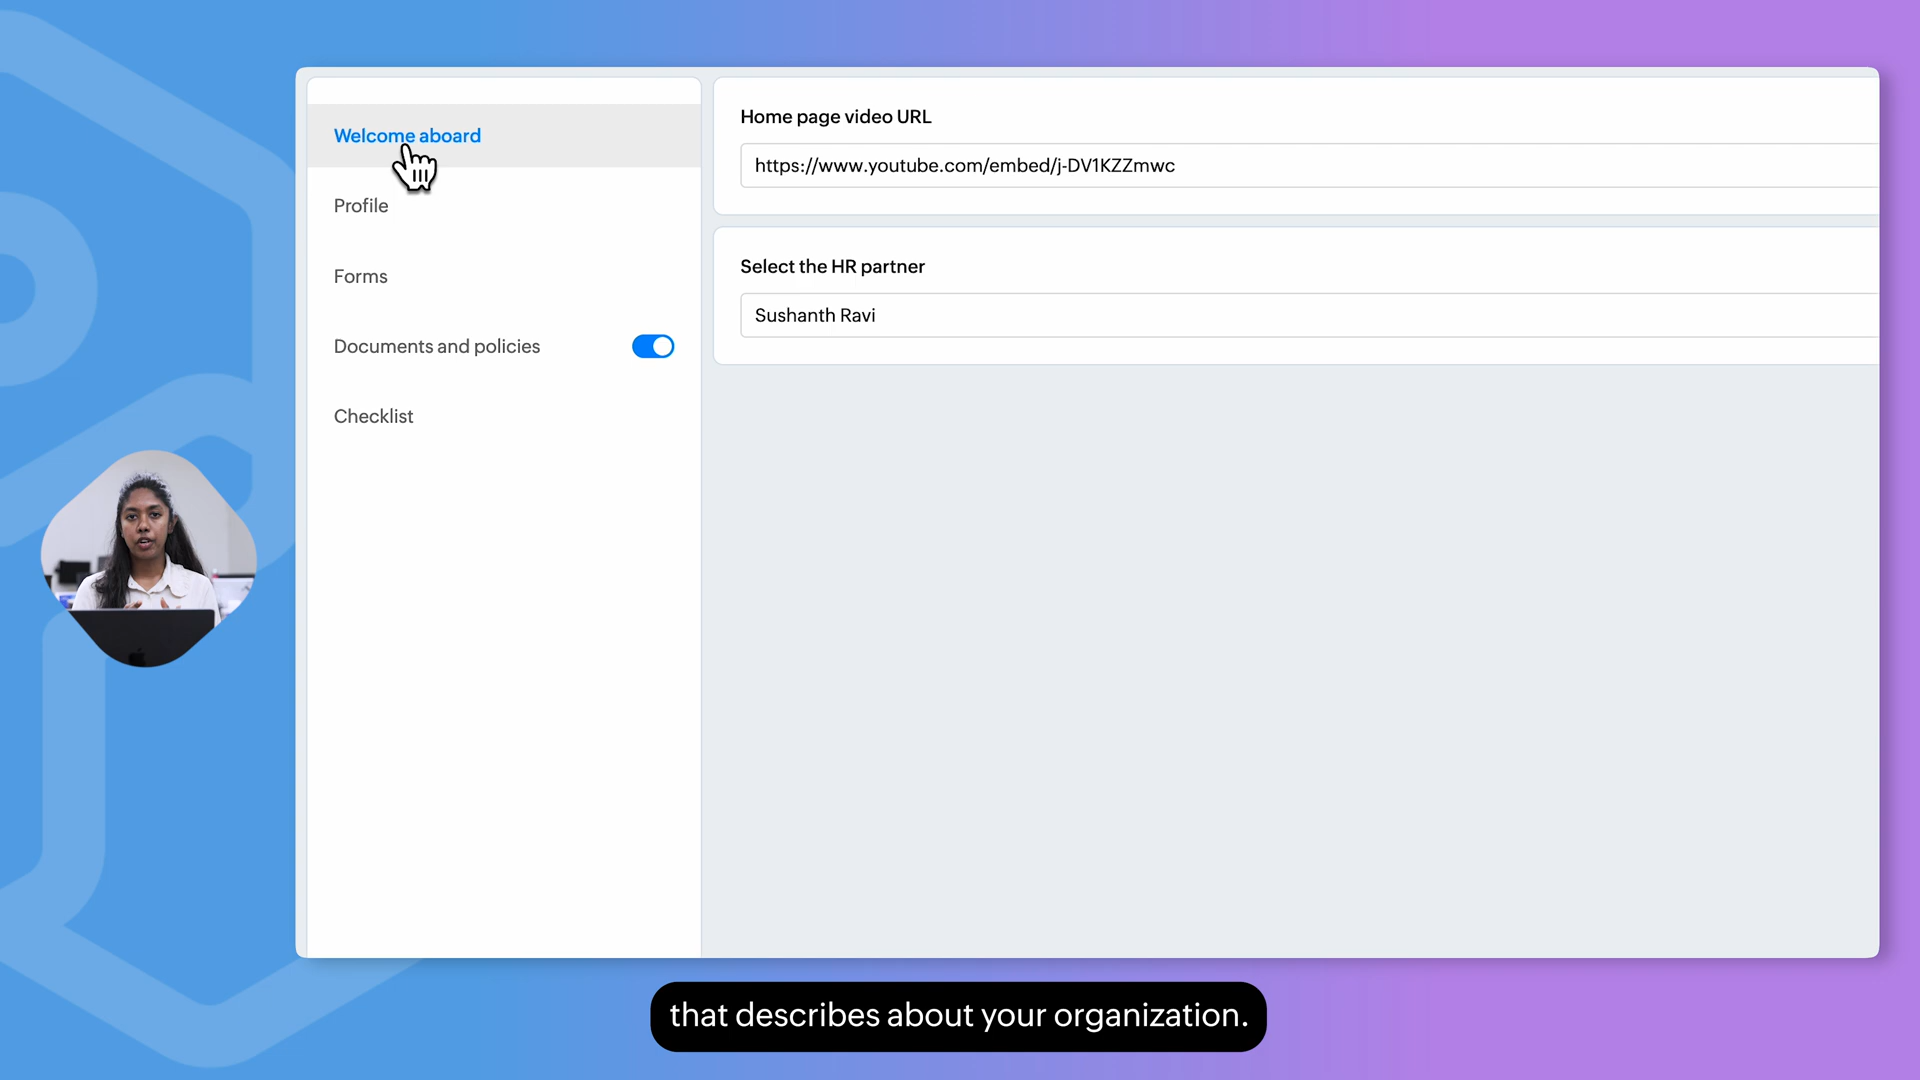 Welcome aboard
Profile
Forms
Documents and policies
Checklist
Home page video URL
https://www.youtube.com/embed/j-DV1KZZmwc
Select the HR partner
Sushanth Ravi
that describes about your organization.